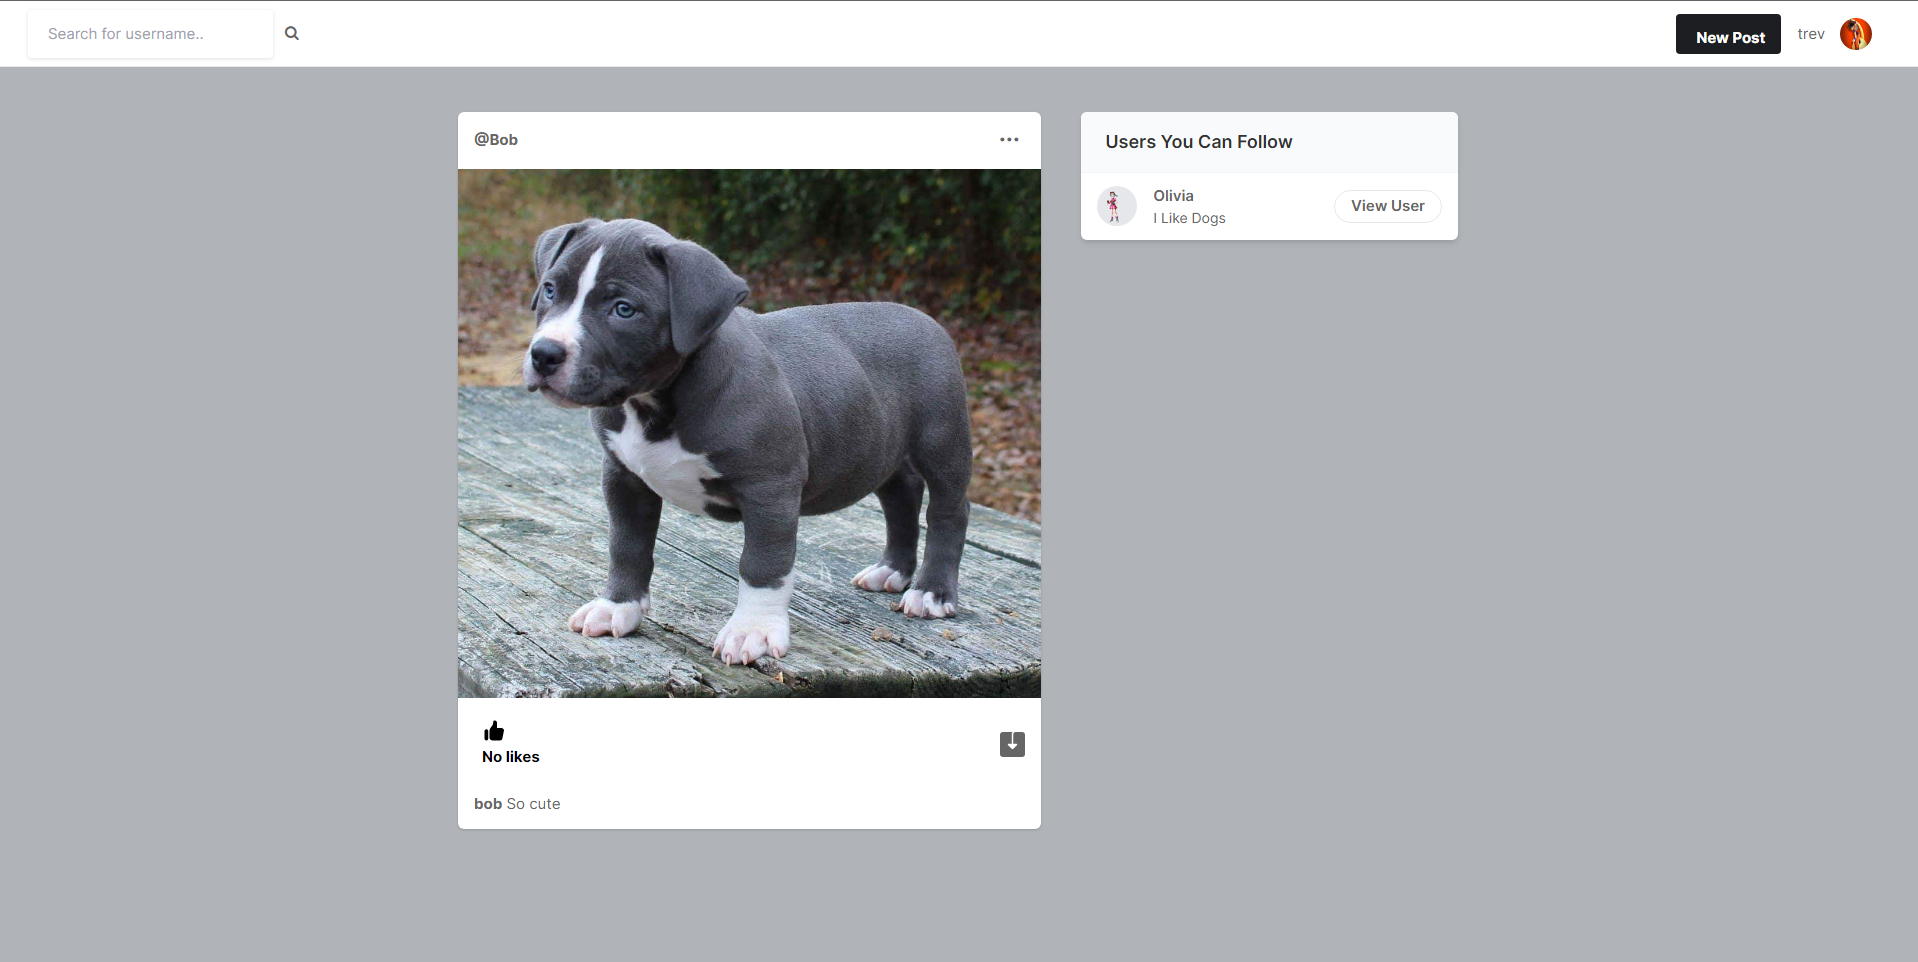 Search for username..
New Post
trev
@Bob
No likes
bob So cute
Users You Can Follow
Olivia
I Like Dogs
View User